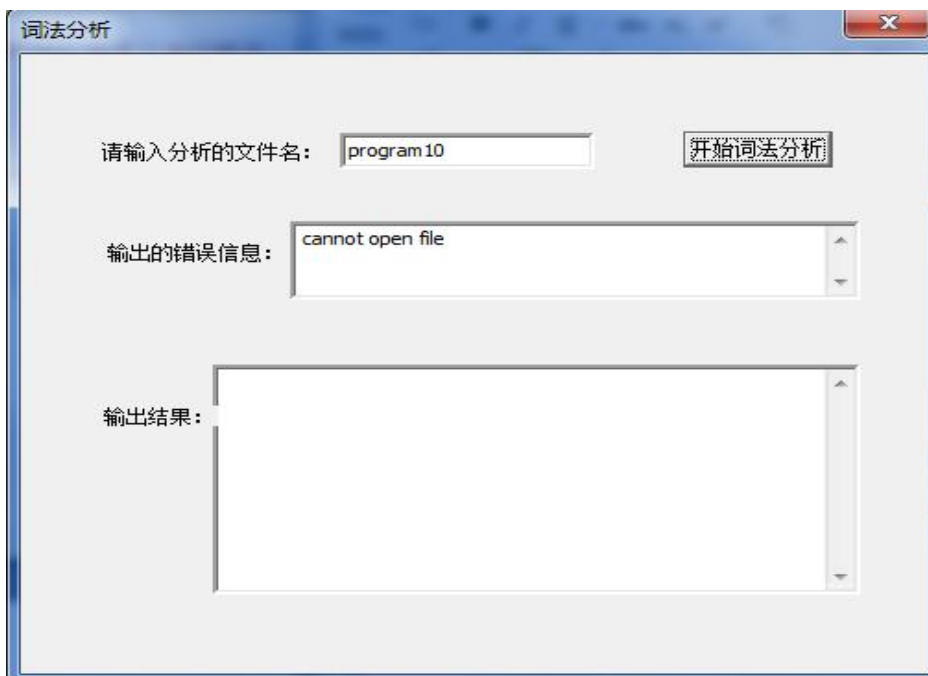 词法分析
请输入分析的文件名： program10 开始词法分析
输出的错误信息： cannot open file
输出结果：